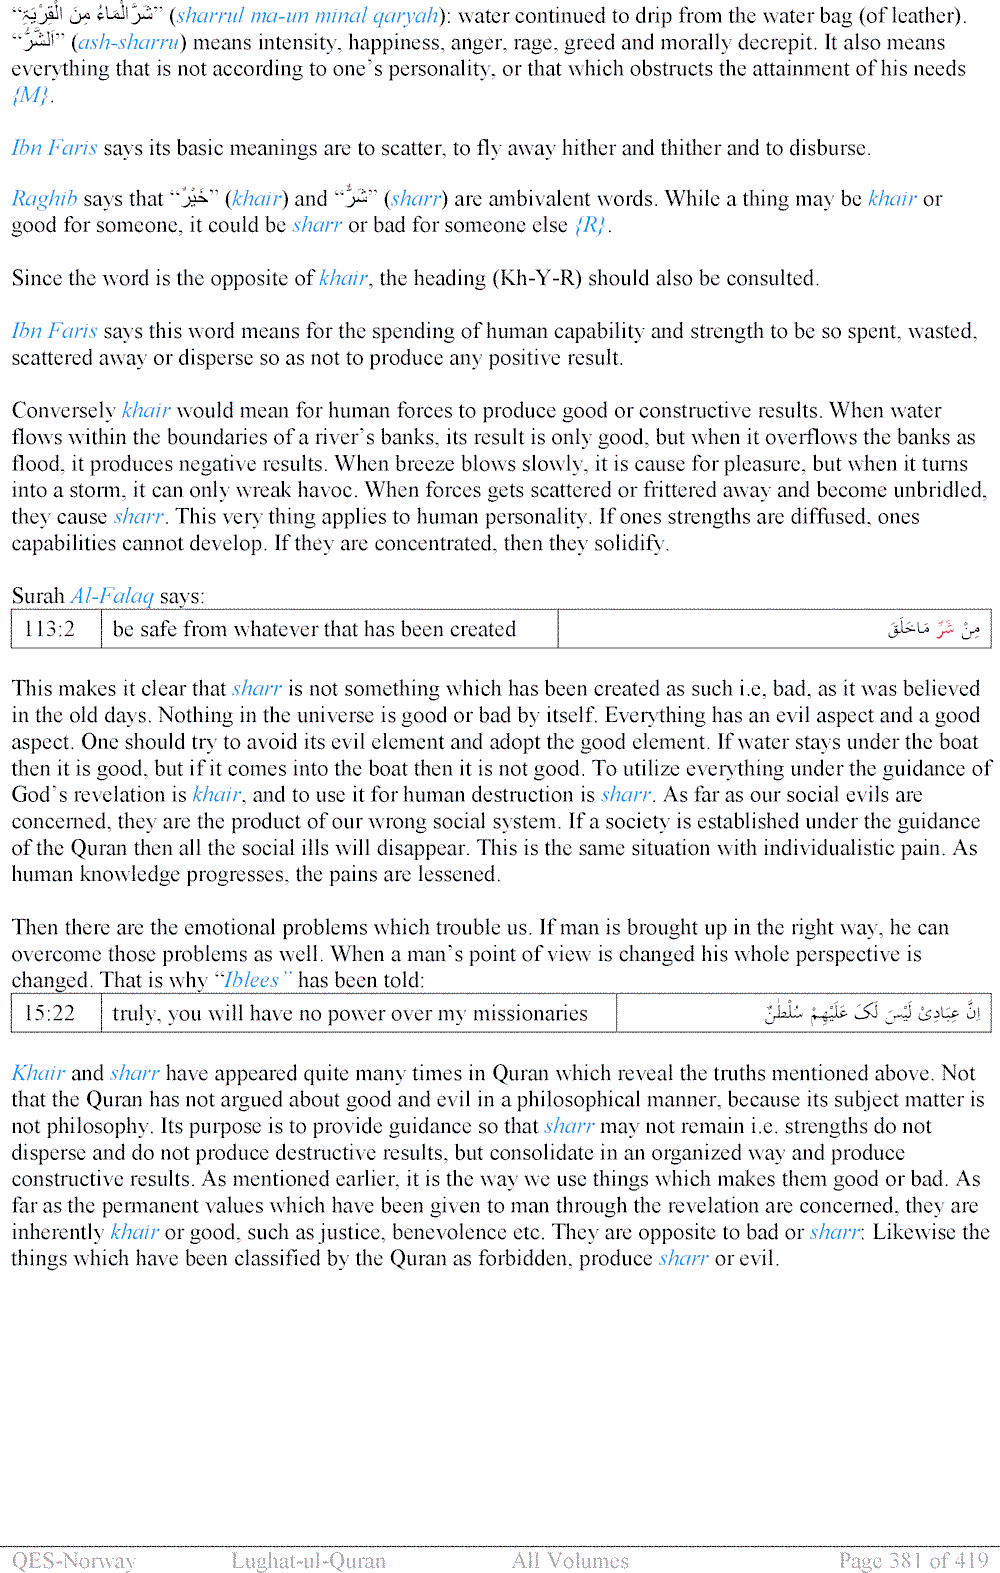 “شَرَّ الْمَاءُ مِنَ الْقِرْبَۃِ” (sharrul ma-un minal qaryah): water continued to drip from the water bag (of leather).
“اَلشَّرُّ” (ash-sharru) means intensity, happiness, anger, rage, greed and morally decrepit. It also means
everything that is not according to one’s personality, or that which obstructs the attainment of his needs
{M}.
Ibn Faris says its basic meanings are to scatter, to fly away hither and thither and to disburse.
Raghib says that “خَیْرٌ” (khair) and “شَرٌّ” (sharr) are ambivalent words. While a thing may be khair or
good for someone, it could be sharr or bad for someone else {R}.
Since the word is the opposite of khair, the heading (Kh-Y-R) should also be consulted.
Ibn Faris says this word means for the spending of human capability and strength to be so spent, wasted,
scattered away or disperse so as not to produce any positive result.
Conversely khair would mean for human forces to produce good or constructive results. When water
flows within the boundaries of a river’s banks, its result is only good, but when it overflows the banks as
flood, it produces negative results. When breeze blows slowly, it is cause for pleasure, but when it turns
into a storm, it can only wreak havoc. When forces gets scattered or frittered away and become unbridled,
they cause sharr. This very thing applies to human personality. If ones strengths are diffused, ones
capabilities cannot develop. If they are concentrated, then they solidify.
Surah Al-Falaq says:
113:2 be safe from whatever that has been created مِنْ شَرِّ مَاخَلَقَ
This makes it clear that sharr is not something which has been created as such i.e, bad, as it was believed
in the old days. Nothing in the universe is good or bad by itself. Everything has an evil aspect and a good
aspect. One should try to avoid its evil element and adopt the good element. If water stays under the boat
then it is good, but if it comes into the boat then it is not good. To utilize everything under the guidance of
God’s revelation is khair, and to use it for human destruction is sharr. As far as our social evils are
concerned, they are the product of our wrong social system. If a society is established under the guidance
of the Quran then all the social ills will disappear. This is the same situation with individualistic pain. As
human knowledge progresses, the pains are lessened.
Then there are the emotional problems which trouble us. If man is brought up in the right way, he can
overcome those problems as well. When a man’s point of view is changed his whole perspective is
changed. That is why “Iblees” has been told:
15:22 truly, you will have no power over my missionaries اِنَّ عِبَادِیْ لَیْسَ لَکَ عَلَیْھِمْ سُلْطٰنٌ
Khair and sharr have appeared quite many times in Quran which reveal the truths mentioned above. Not
that the Quran has not argued about good and evil in a philosophical manner, because its subject matter is
not philosophy. Its purpose is to provide guidance so that sharr may not remain i.e. strengths do not
disperse and do not produce destructive results, but consolidate in an organized way and produce
constructive results. As mentioned earlier, it is the way we use things which makes them good or bad. As
far as the permanent values which have been given to man through the revelation are concerned, they are
inherently khair or good, such as justice, benevolence etc. They are opposite to bad or sharr: Likewise the
things which have been classified by the Quran as forbidden, produce sharr or evil.
QES-Norway Lughat-ul-Quran All Volumes Page 381 of 419